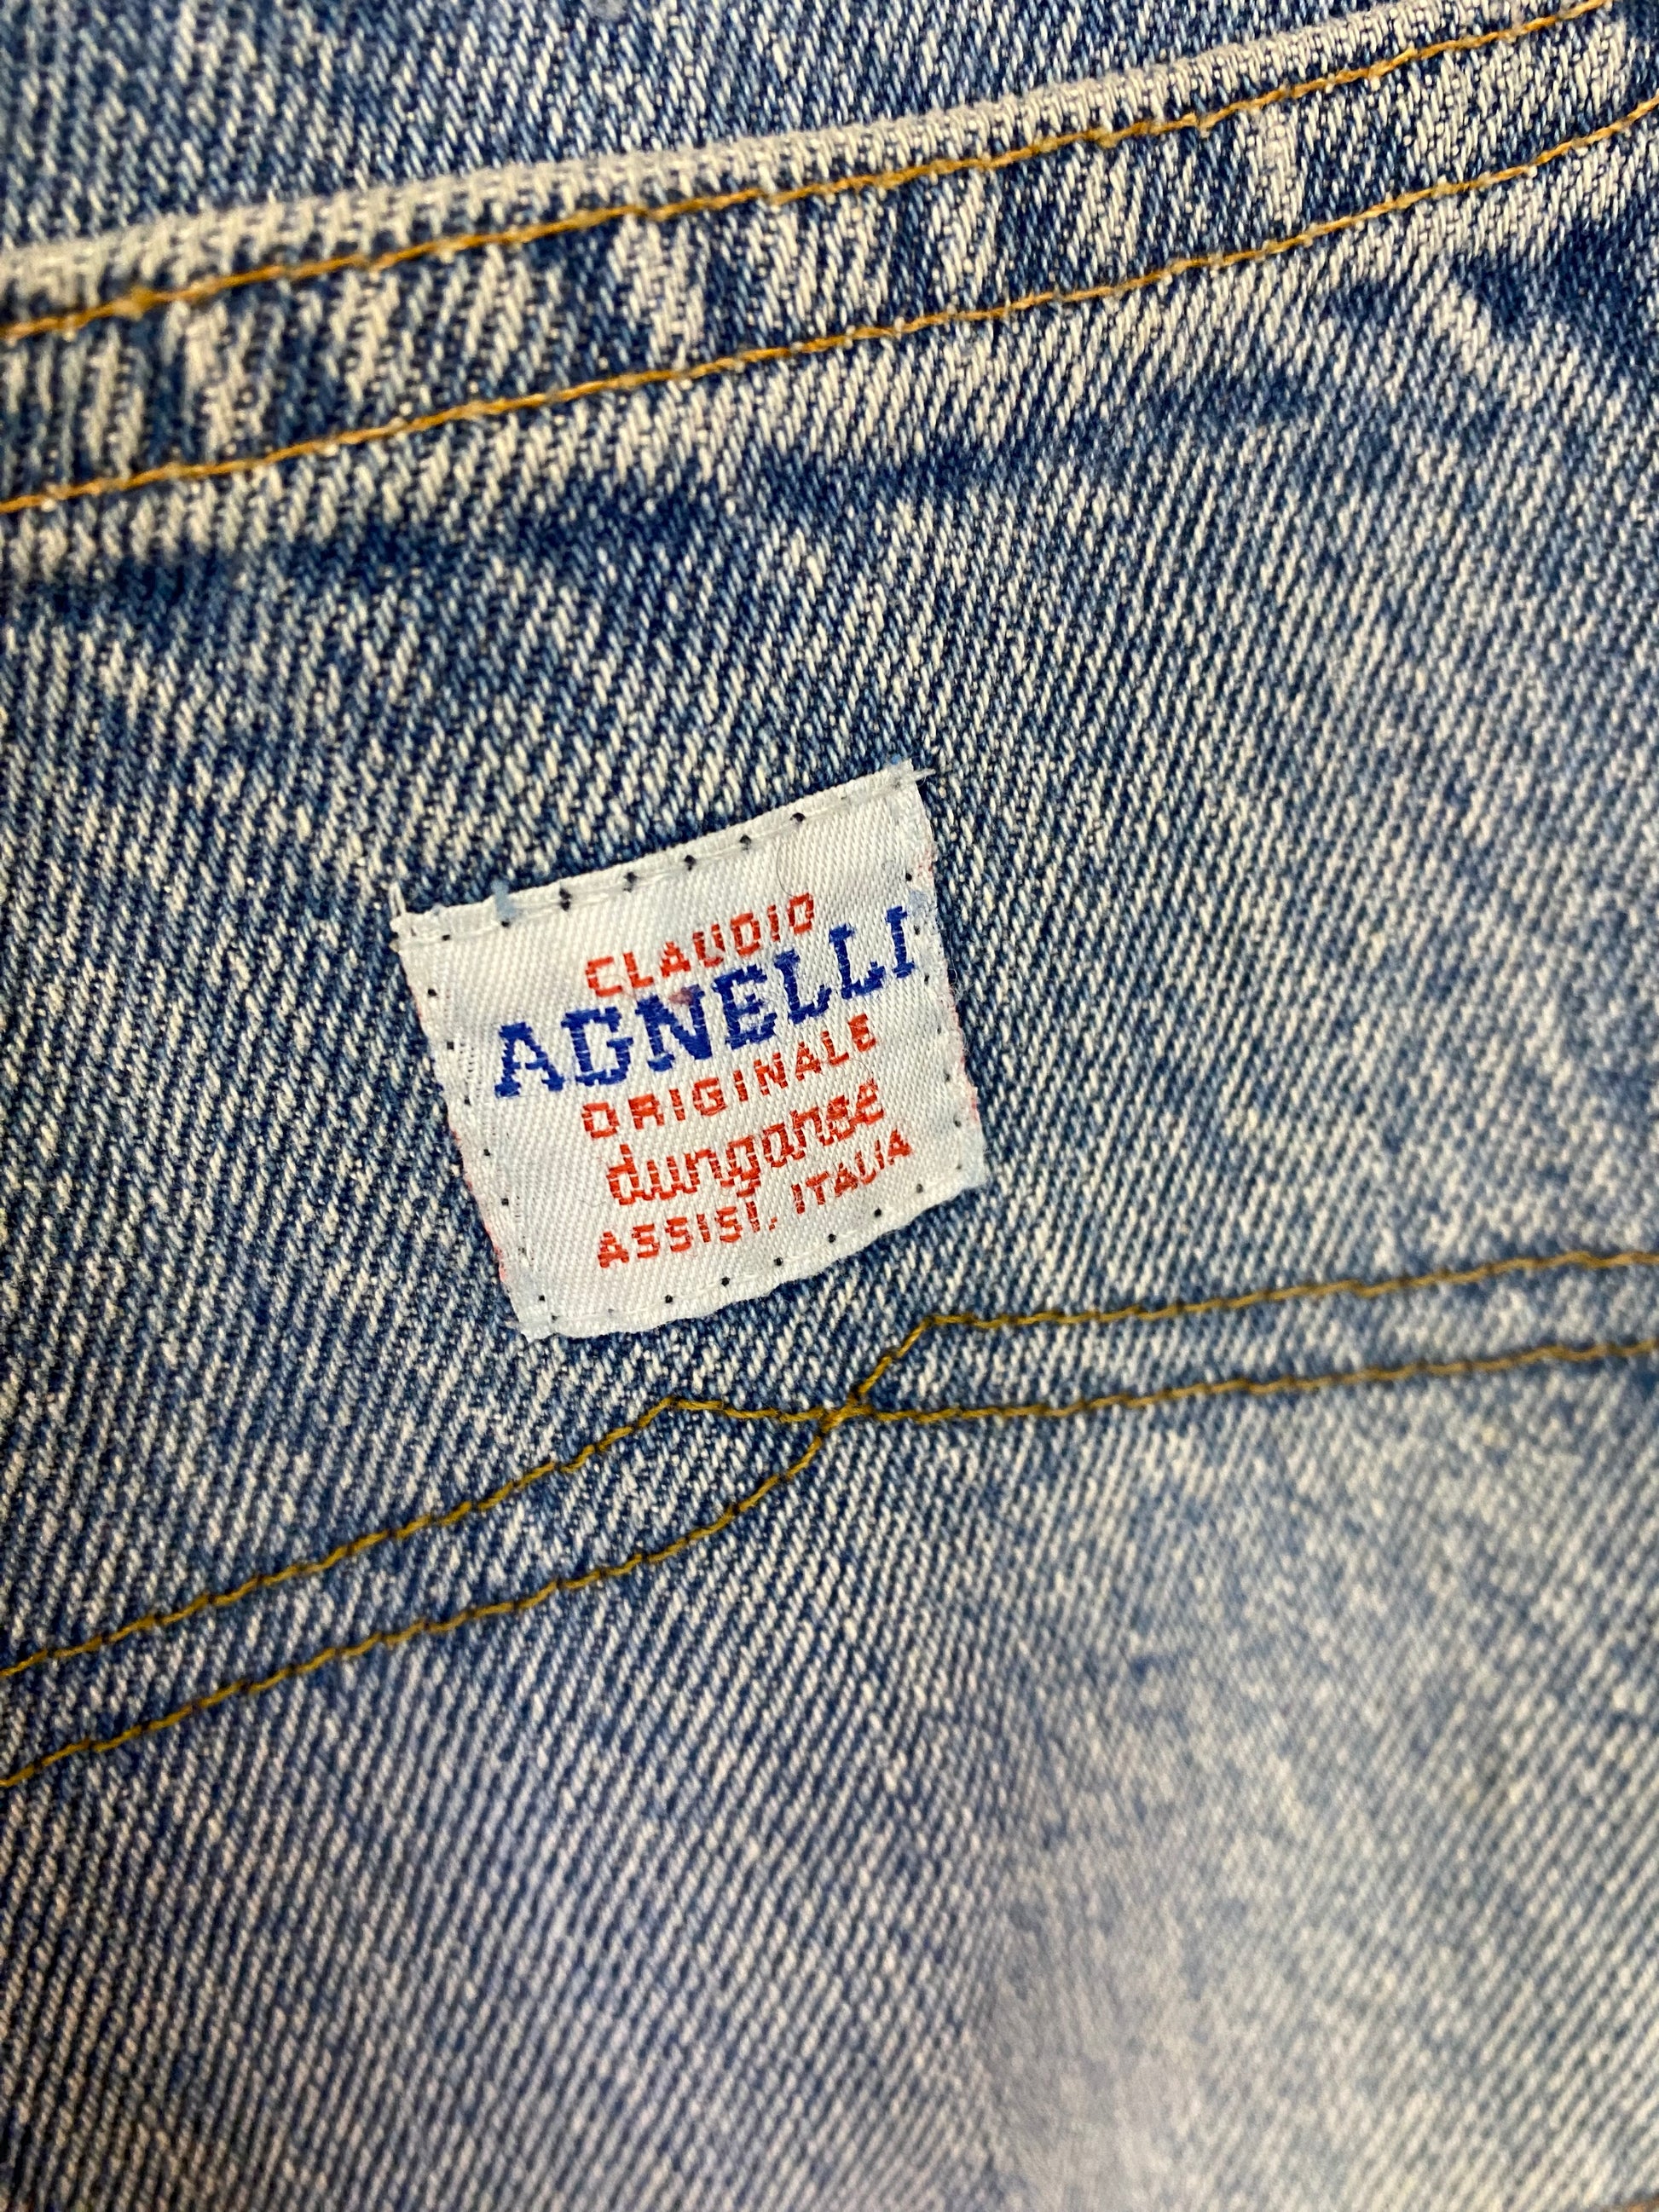 CLAUDIO
AGNELLI
ORIGINALE
dungarise
ASSISI, ITALIA